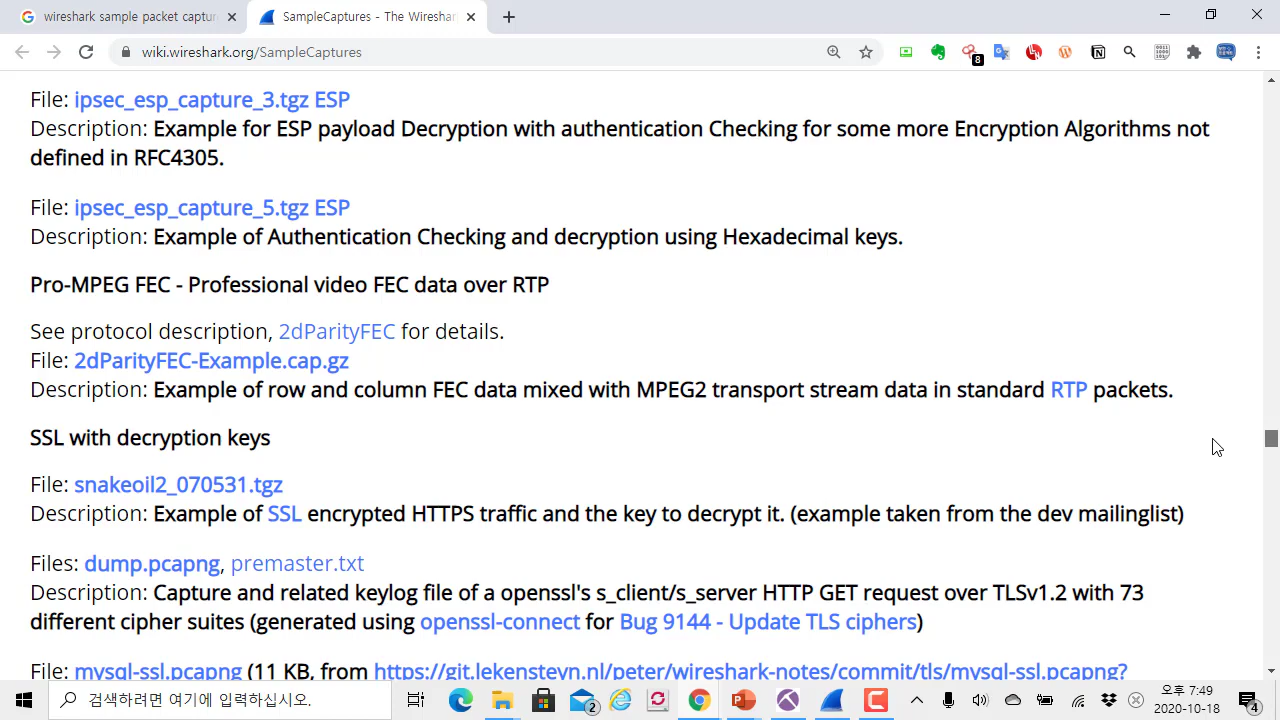 wireshark sample packet captur
SampleCaptures - The Wireshar
wiki.wireshark.org/SampleCaptures
8
File: ipsec_esp_capture_3.tgz ESP
Description: Example for ESP payload Decryption with authentication Checking for some more Encryption Algorithms not
defined in RFC4305.
File: ipsec_esp_capture_5.tgz ESP
Description: Example of Authentication Checking and decryption using Hexadecimal keys.
Pro-MPEG FEC - Professional video FEC data over RTP
See protocol description, 2dParityFEC for details.
File: 2dParityFEC-Example.cap.gz
Description: Example of row and column FEC data mixed with MPEG2 transport stream data in standard RTP packets.
SSL with decryption keys
File: snakeoil2_070531.tgz
Description: Example of SSL encrypted HTTPS traffic and the key to decrypt it. (example taken from the dev mailinglist)
Files: dump.pcapng, premaster.txt
Description: Capture and related keylog file of a openssl's s_client/s_server HTTP GET request over TLSv1.2 with 73
different cipher suites (generated using openssl-connect for Bug 9144 - Update TLS ciphers)
File: mysql-ssl.pcapng (11 KB, from https://git.lekensteyn.nl/peter/wireshark-notes/commit/tls/mysql-ssl.pcapng?
검색하려면 여기에 입력하십시오.
2
오후 7:49
2020-10-18
4